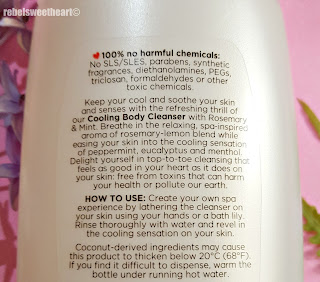 rebelsweetheart©
♥100% no harmful chemicals:
No SLS/SLES, parabens, synthetic
fragrances, diethanolamines, PEGs,
triclosan, formaldehydes or other
toxic chemicals.
Keep your cool and soothe your skin
and senses with the refreshing thrill of
our Cooling Body Cleanser with Rosemary
& Mint. Breathe in the relaxing, spa-inspired
aroma of rosemary-lemon blend while
easing your skin into the cooling sensation
of peppermint, eucalyptus and menthol.
Delight yourself in top-to-toe cleansing that
feels as good in your heart as it does on
your skin: free from toxins that can harm
your health or pollute our earth.
HOW TO USE: Create your own spa
experience by lathering the cleanser on
your skin using your hands or a bath lily.
Rinse thoroughly with water and revel in
the cooling sensation on your skin.
Coconut-derived ingredients may cause
this product to thicken below 20°C (68°F).
If you find it difficult to dispense, warm the
bottle under running hot water.